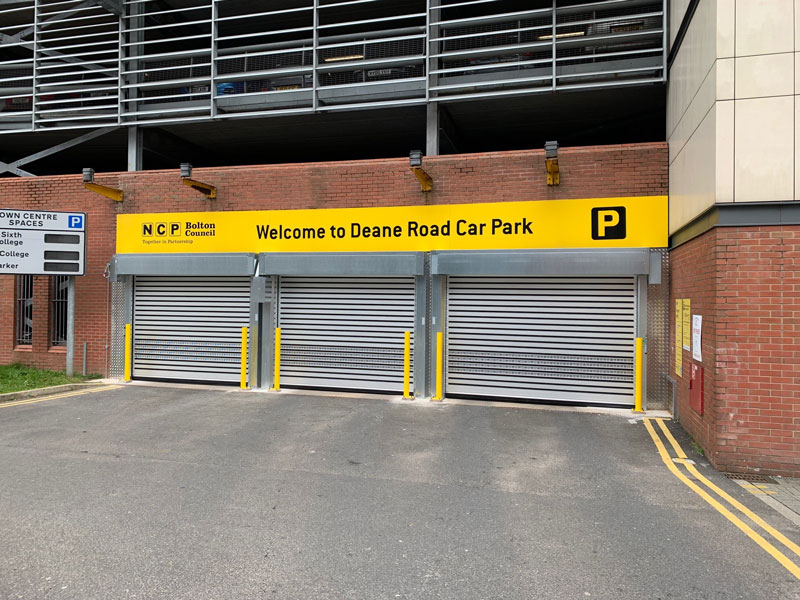 OWN CENTRE
SPACES
P
Sixth
ollege
College
arker
NCP Bolton
Council
Together in Partnership
Welcome to Deane Road Car Park
P